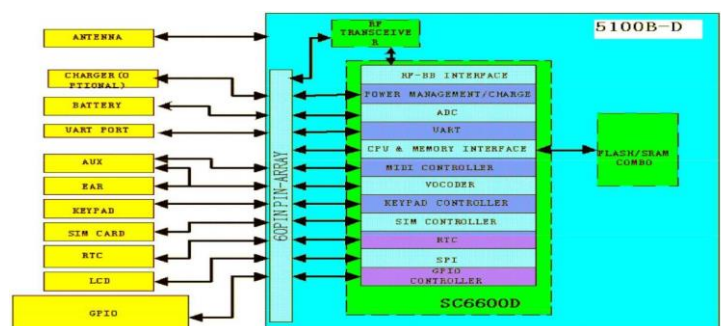 5100B-D
RF
TRANSCEIVE
R
ANTENNA
CHARGER(O
PTIONAL)
BATTERY
UART PORT
AUX
EAR
KEYPAD
SIM CARD
RTC
LCD
GPIO
60PIN PIN-ARRAY
RF-BB INTERFACE
POWER MANAGEMENT/CHARGE
ADC
UART
CPU & MEMORY INTERFACE
MIDI CONTROLLER
VOCODER
KEYPAD CONTROLLER
SIM CONTROLLER
RTC
SPI
GPIO
CONTROLLER
SC6600D
FLASH/SRAM
COMBO